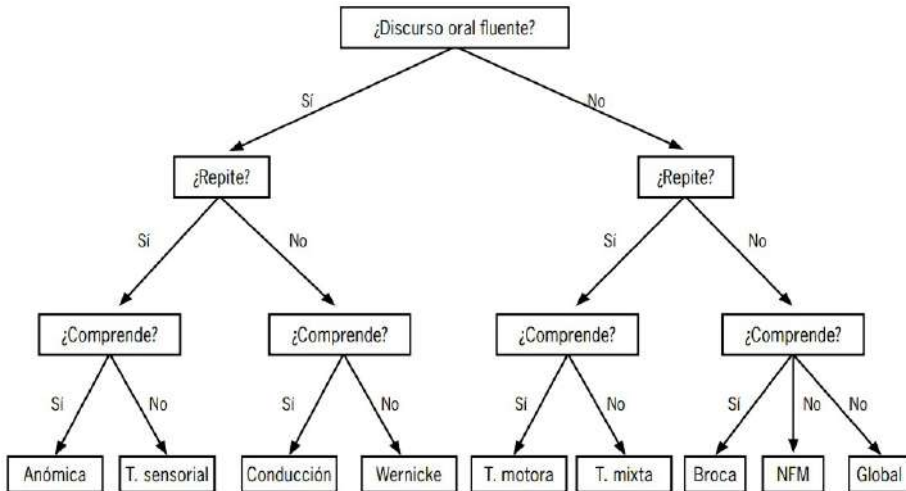 ¿Discurso oral fluente?
Sí
No
¿Repite?
¿Repite?
Sí
No
Sí
No
¿Comprende?
¿Comprende?
¿Comprende?
¿Comprende?
Sí
No
Sí
No
Sí
No
Sí
No
No
Anómica
T. sensorial
Conducción
Wernicke
T. motora
T. mixta
Broca
NFM
Global